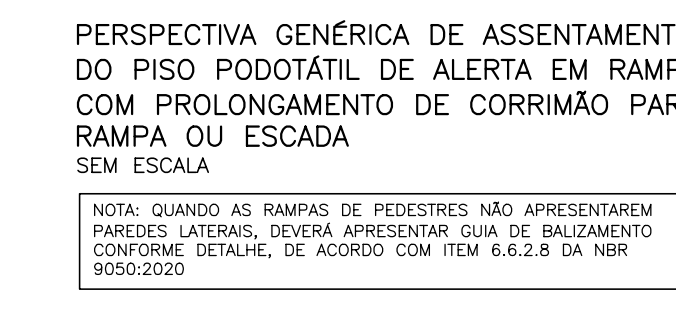 PERSPECTIVA GENÉRICA DE ASSENTAMENT
DO PISO PODOTÁTIL DE ALERTA EM RAMP
COM PROLONGAMENTO DE CORRIMÃO PAR
RAMPA OU ESCADA
SEM ESCALA
NOTA: QUANDO AS RAMPAS DE PEDESTRES NÃO APRESENTAREM
PAREDES LATERAIS, DEVERÁ APRESENTAR GUIA DE BALIZAMENTO
CONFORME DETALHE, DE ACORDO COM ITEM 6.6.2.8 DA NBR
9050:2020